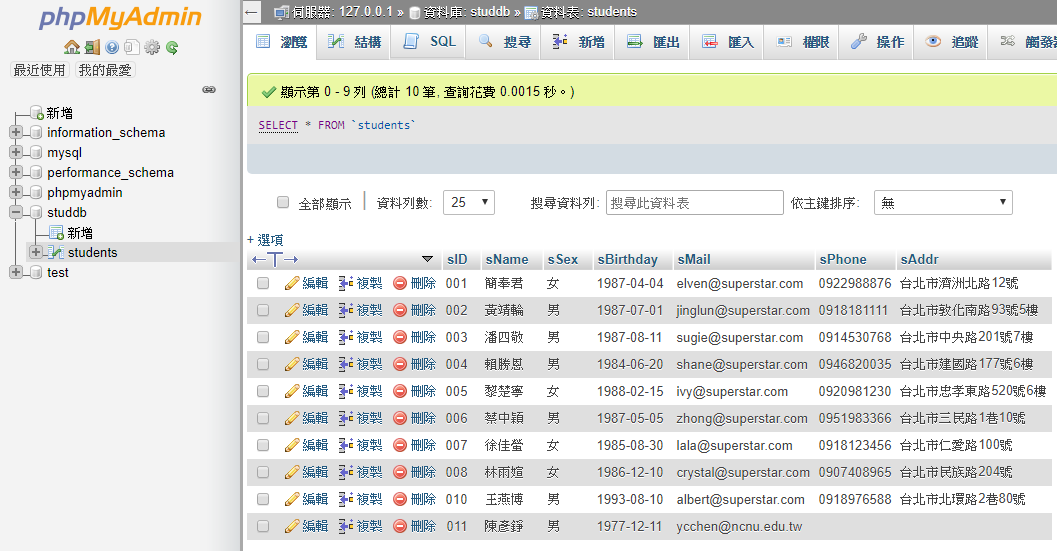 phpMyAdmin
最近使用 我的最愛
新增
information_schema
mysql
performance_schema
phpmyadmin
studdb
新增
students
test
伺服器: 127.0.0.1 » 資料庫: studdb » 資料表: students
瀏覽 結構 SQL 搜尋 新增 匯出 匯入 權限 操作 追蹤 觸發
顯示第 0 - 9 列 (總計 10 筆, 查詢花費 0.0015 秒。)
SELECT * FROM `students`
全部顯示 資料列數: 25 搜尋資料列: 搜尋此資料表 依主鍵排序: 無
+ 選項
←T→ sID sName sSex sBirthday sMail sPhone sAddr
編輯 複製 刪除 001 簡奉君 女 1987-04-04 elven@superstar.com 0922988876 台北市濟洲北路12號
編輯 複製 刪除 002 黃靖輪 男 1987-07-01 jinglun@superstar.com 0918181111 台北市敦化南路93號5樓
編輯 複製 刪除 003 潘四敬 男 1987-08-11 sugie@superstar.com 0914530768 台北市中央路201號7樓
編輯 複製 刪除 004 賴勝恩 男 1984-06-20 shane@superstar.com 0946820035 台北市建國路177號6樓
編輯 複製 刪除 005 黎楚寧 女 1988-02-15 ivy@superstar.com 0920981230 台北市忠孝東路520號6樓
編輯 複製 刪除 006 蔡中穎 男 1987-05-05 zhong@superstar.com 0951983366 台北市三民路1巷10號
編輯 複製 刪除 007 徐佳螢 女 1985-08-30 lala@superstar.com 0918123456 台北市仁愛路100號
編輯 複製 刪除 008 林雨媗 女 1986-12-10 crystal@superstar.com 0907408965 台北市民族路204號
編輯 複製 刪除 010 王燕博 男 1993-08-10 albert@superstar.com 0918976588 台北市北環路2巷80號
編輯 複製 刪除 011 陳彥錚 男 1977-12-11 ycchen@ncnu.edu.tw